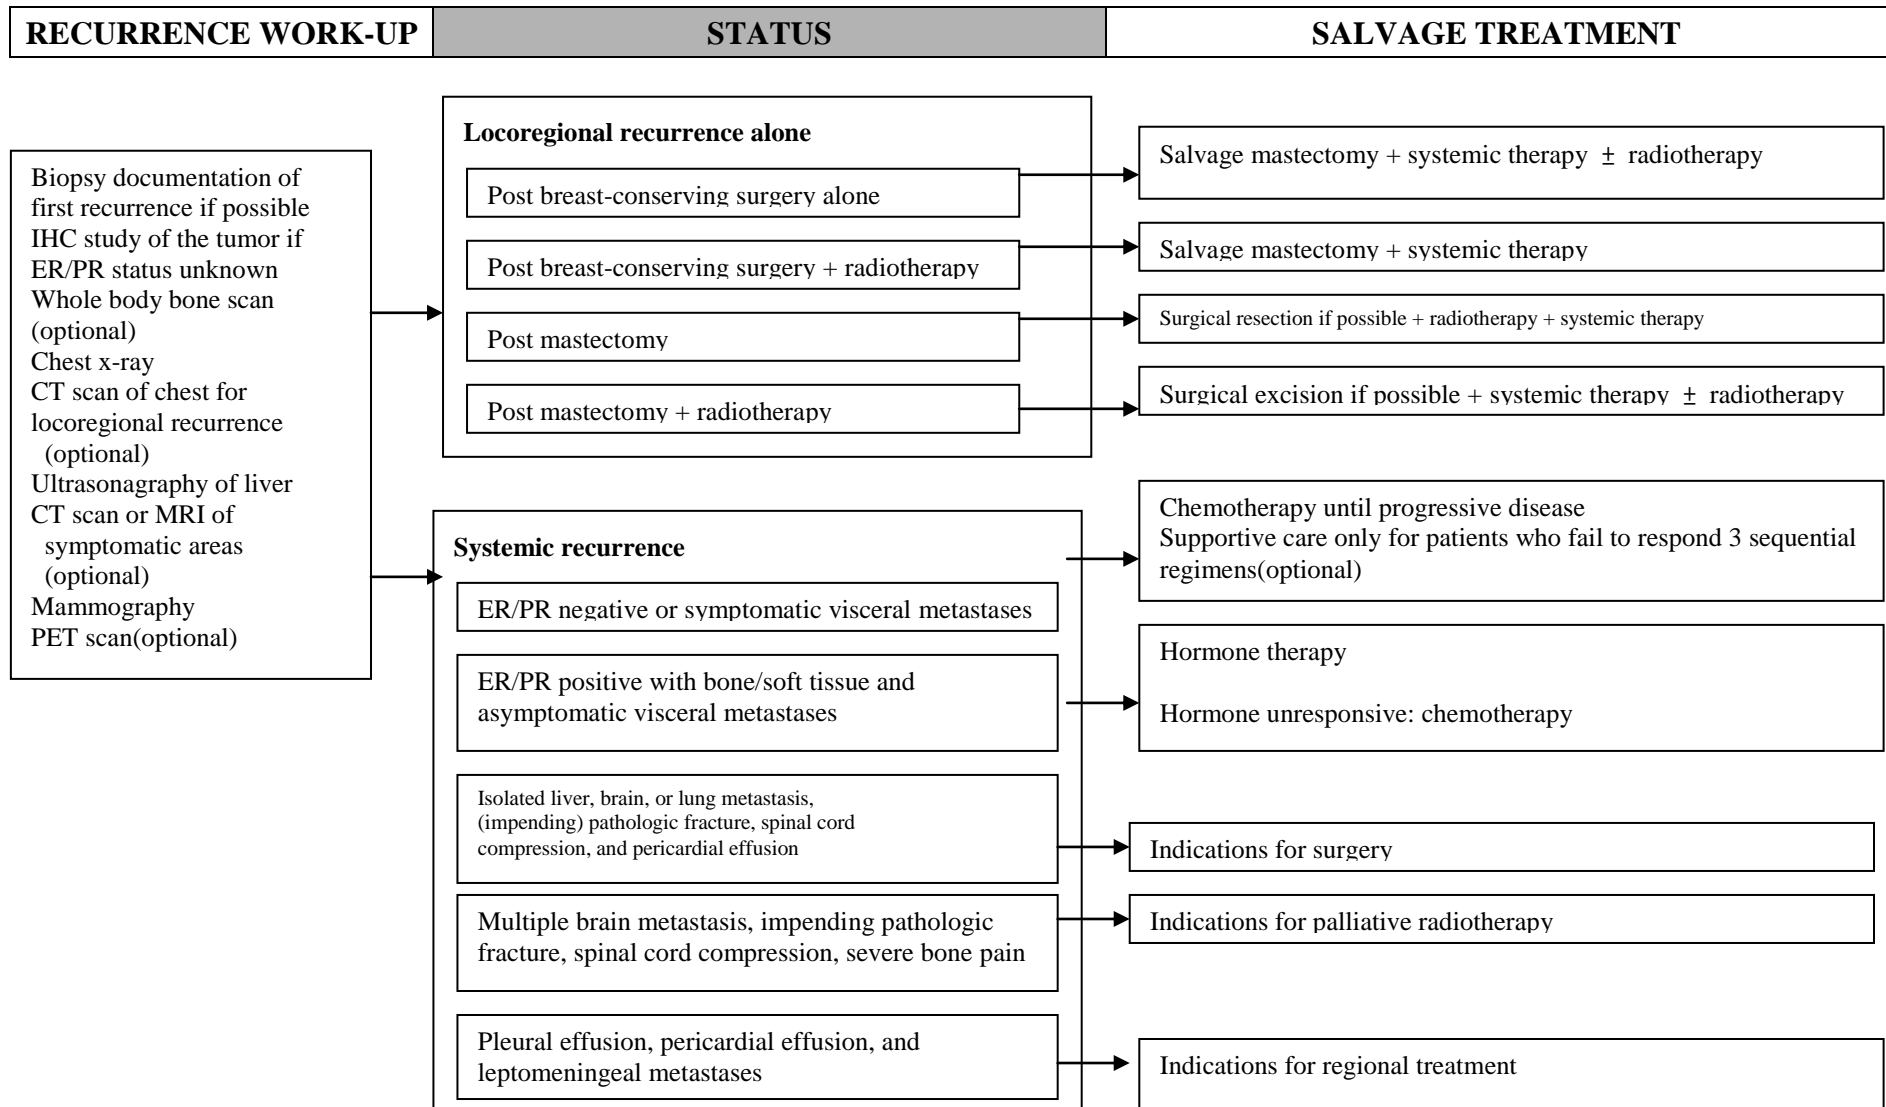 RECURRENCE WORK-UP
STATUS
SALVAGE TREATMENT
Biopsy documentation of
first recurrence if possible
IHC study of the tumor if
ER/PR status unknown
Whole body bone scan
(optional)
Chest x-ray
CT scan of chest for
locoregional recurrence
(optional)
Ultrasonagraphy of liver
CT scan or MRI of
symptomatic areas
(optional)
Mammography
PET scan(optional)
Locoregional recurrence alone
Post breast-conserving surgery alone
Post breast-conserving surgery + radiotherapy
Post mastectomy
Post mastectomy + radiotherapy
Salvage mastectomy + systemic therapy ± radiotherapy
Salvage mastectomy + systemic therapy
Surgical resection if possible + radiotherapy + systemic therapy
Surgical excision if possible + systemic therapy ± radiotherapy
Systemic recurrence
ER/PR negative or symptomatic visceral metastases
ER/PR positive with bone/soft tissue and
asymptomatic visceral metastases
Isolated liver, brain, or lung metastasis,
(impending) pathologic fracture, spinal cord
compression, and pericardial effusion
Multiple brain metastasis, impending pathologic
fracture, spinal cord compression, severe bone pain
Pleural effusion, pericardial effusion, and
leptomeningeal metastases
Chemotherapy until progressive disease
Supportive care only for patients who fail to respond 3 sequential
regimens(optional)
Hormone therapy
Hormone unresponsive: chemotherapy
Indications for surgery
Indications for palliative radiotherapy
Indications for regional treatment